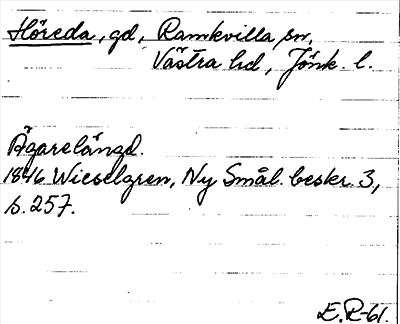 Höreda, gd, Ramkvilla sn,
Västra hd, Jönk. l.
Ägarelängd.
1846 Wieselgren, Ny Smål. beskr. 3,
s. 257.
E.R-61.